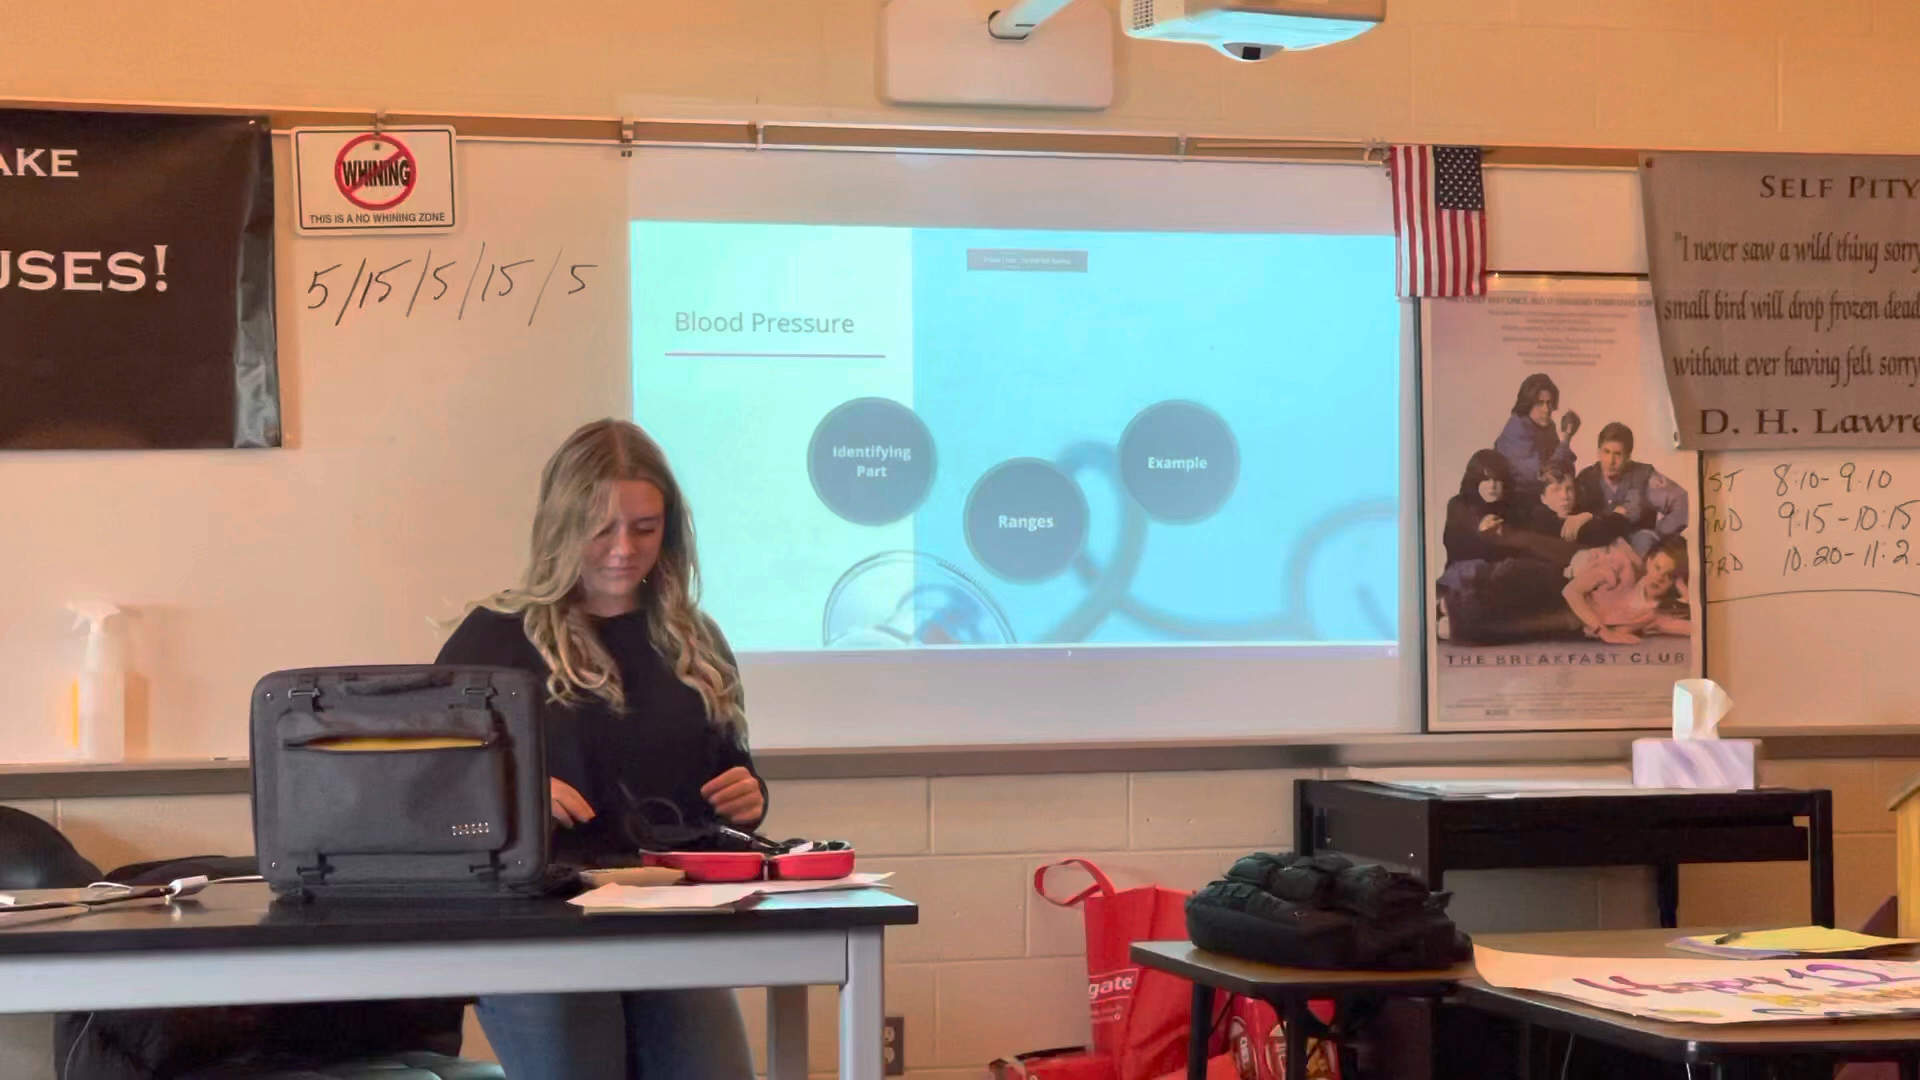 AKE
USES!
WHINING
THIS IS A NO WHINING ZONE
5/15/5/15/5
Blood Pressure
Identifying
Part
Ranges
Example
SELF PITY
"I never saw a wild thing sorry
small bird will drop frozen dead
without ever having felt sorry
D. H. Lawre
ST 8:10-9:10
ND 9:15-10:15
RD 10:20-11:2
THE BREAKFAST CLUB
gate
Happy